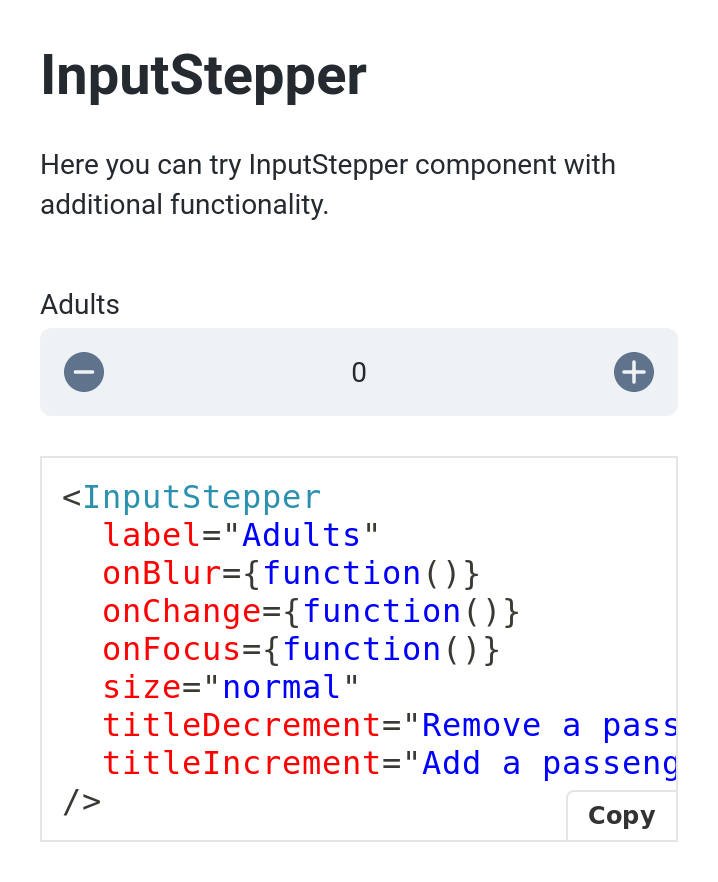 InputStepper
Here you can try InputStepper component with
additional functionality.
Adults
0
<InputStepper
  label="Adults"
  onBlur={function()}
  onChange={function()}
  onFocus={function()}
  size="normal"
  titleDecrement="Remove a pass
  titleIncrement="Add a passeng
/>
Copy